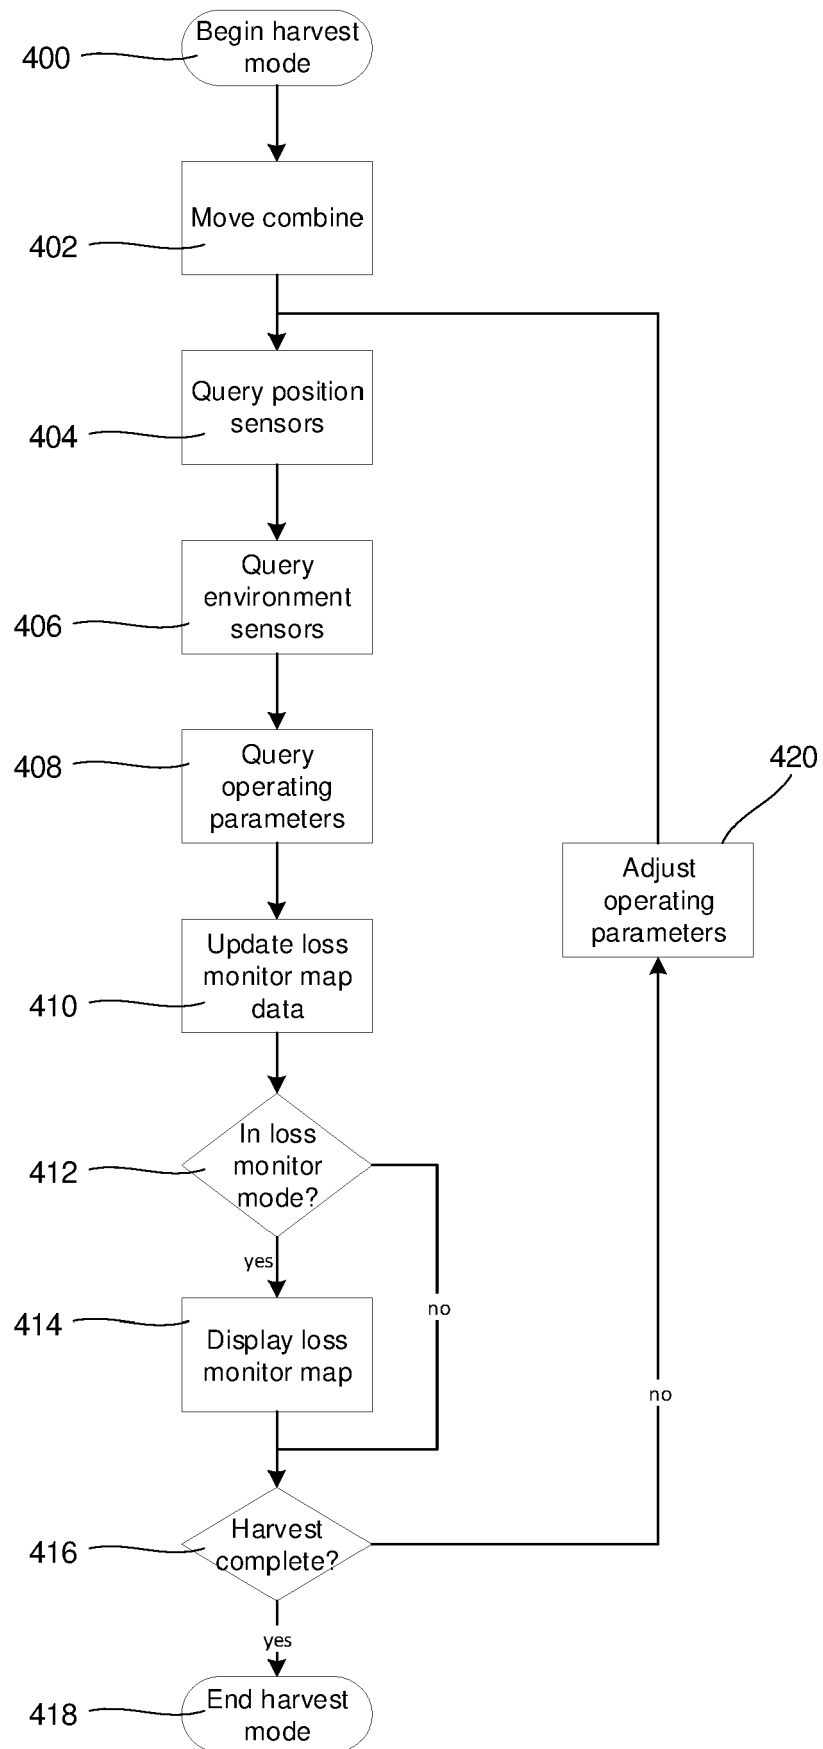 Begin harvest
mode
400
Move combine
402
Query position
sensors
404
Query
environment
sensors
406
Query
operating
parameters
408
420
Adjust
operating
parameters
Update loss
monitor map
data
410
In loss
monitor
mode?
412
yes
no
414
Display loss
monitor map
no
Harvest
complete?
416
yes
End harvest
mode
418